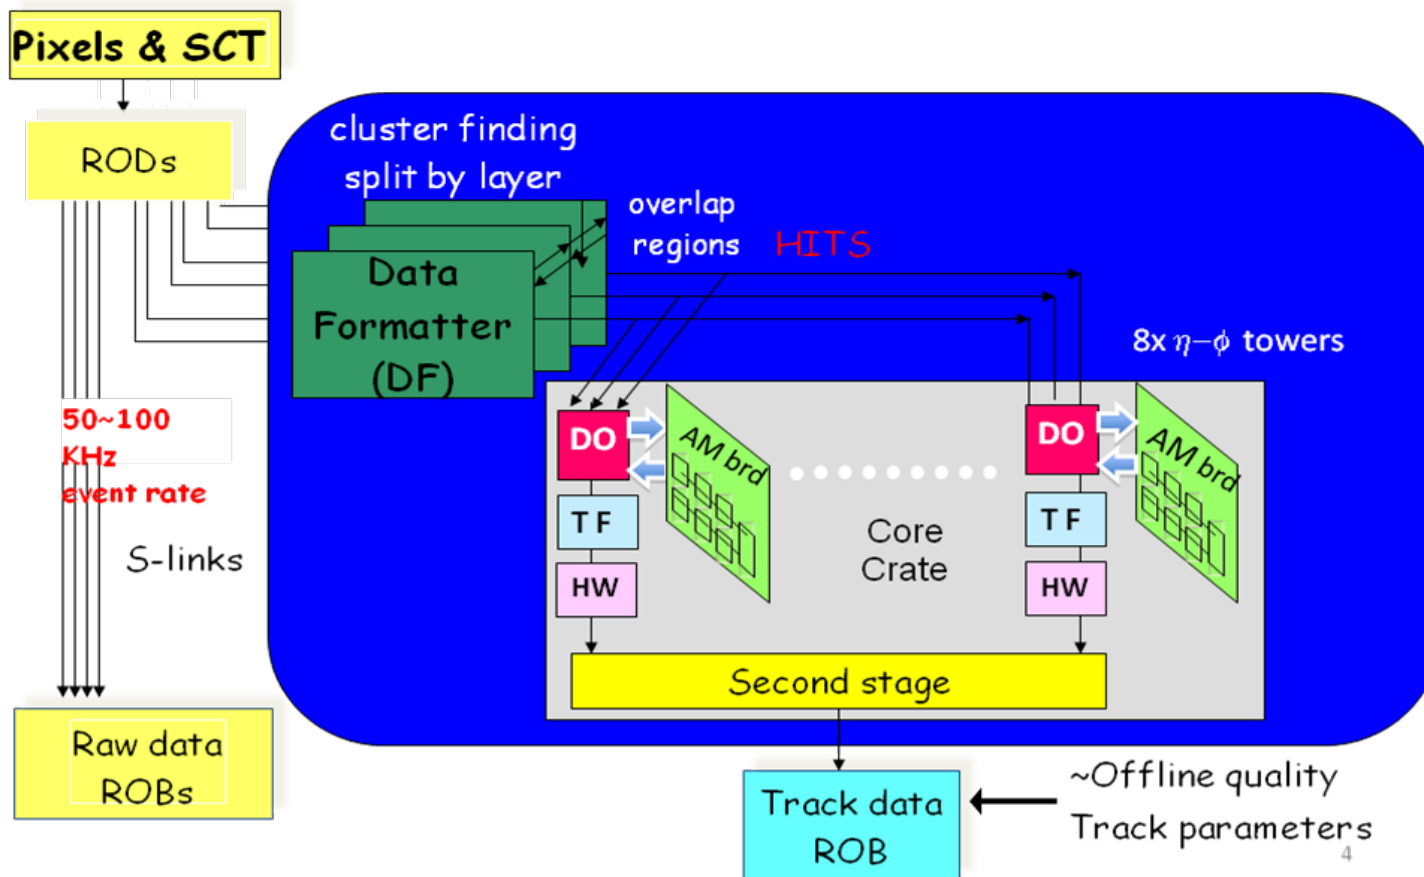 Pixels & SCT
RODs
cluster finding
split by layer
overlap
regions
HITS
Data
Formatter
(DF)
8x η–ϕ towers
50~100
KHz
event rate
S-links
DO
AM brd
TF
HW
Core
Crate
DO
AM brd
TF
HW
Second stage
Raw data
ROBs
Track data
ROB
~Offline quality
Track parameters
4